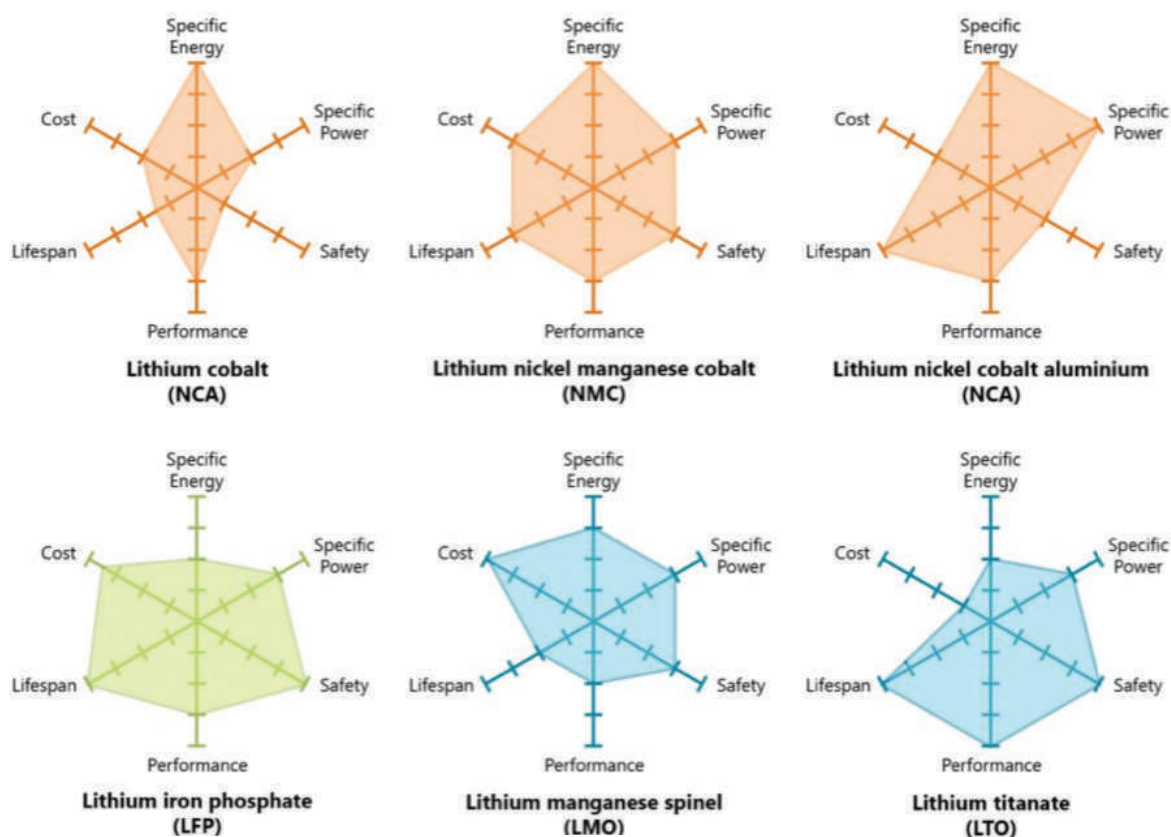 Specific
Energy
Cost
Specific
Power
Lifespan
Safety
Performance
Lithium cobalt
(NCA)
Specific
Energy
Cost
Specific
Power
Lifespan
Safety
Performance
Lithium nickel manganese cobalt
(NMC)
Specific
Energy
Cost
Specific
Power
Lifespan
Safety
Performance
Lithium nickel cobalt aluminium
(NCA)
Specific
Energy
Cost
Specific
Power
Lifespan
Safety
Performance
Lithium iron phosphate
(LFP)
Specific
Energy
Cost
Specific
Power
Lifespan
Safety
Performance
Lithium manganese spinel
(LMO)
Specific
Energy
Cost
Specific
Power
Lifespan
Safety
Performance
Lithium titanate
(LTO)